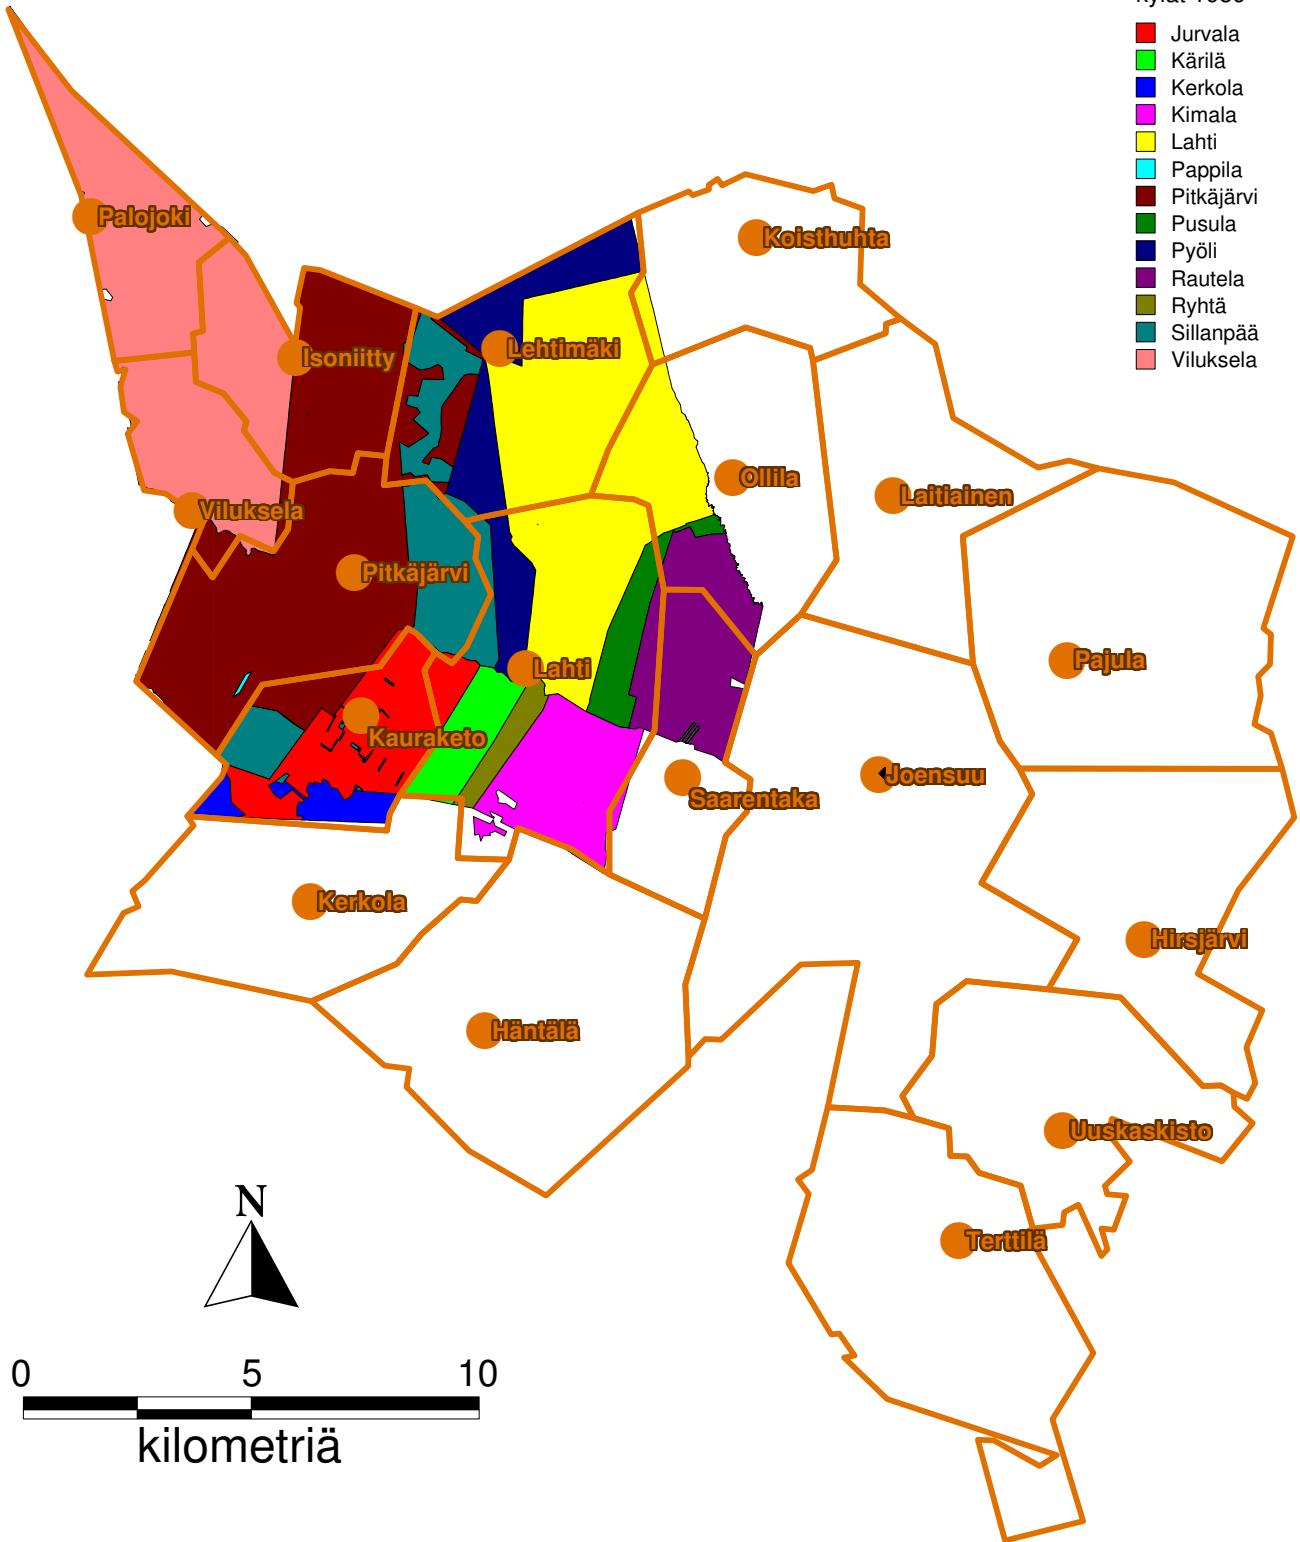 Jurvala
Kärilä
Kerkola
Kimala
Lahti
Pappila
Pitkäjärvi
Pusula
Pyöli
Rautela
Ryhtä
Sillanpää
Viluksela
Palojoki
Koisthuhta
Isoniitty
Lehtimäki
Ollila
Laitiainen
Viluksela
Pitkäjärvi
Lahti
Pajula
Kauraketo
Joensuu
Saarentaka
Kerkola
Hirsjärvi
Häntälä
Uuskaskisto
Terttilä
N
0 5 10
kilometriä